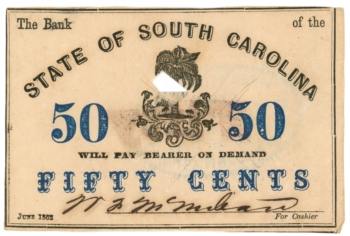 The Bank of the
STATE OF SOUTH CAROLINA
50 50
WILL PAY BEARER ON DEMAND
FIFTY CENTS
JUNE 1862 For Cashier